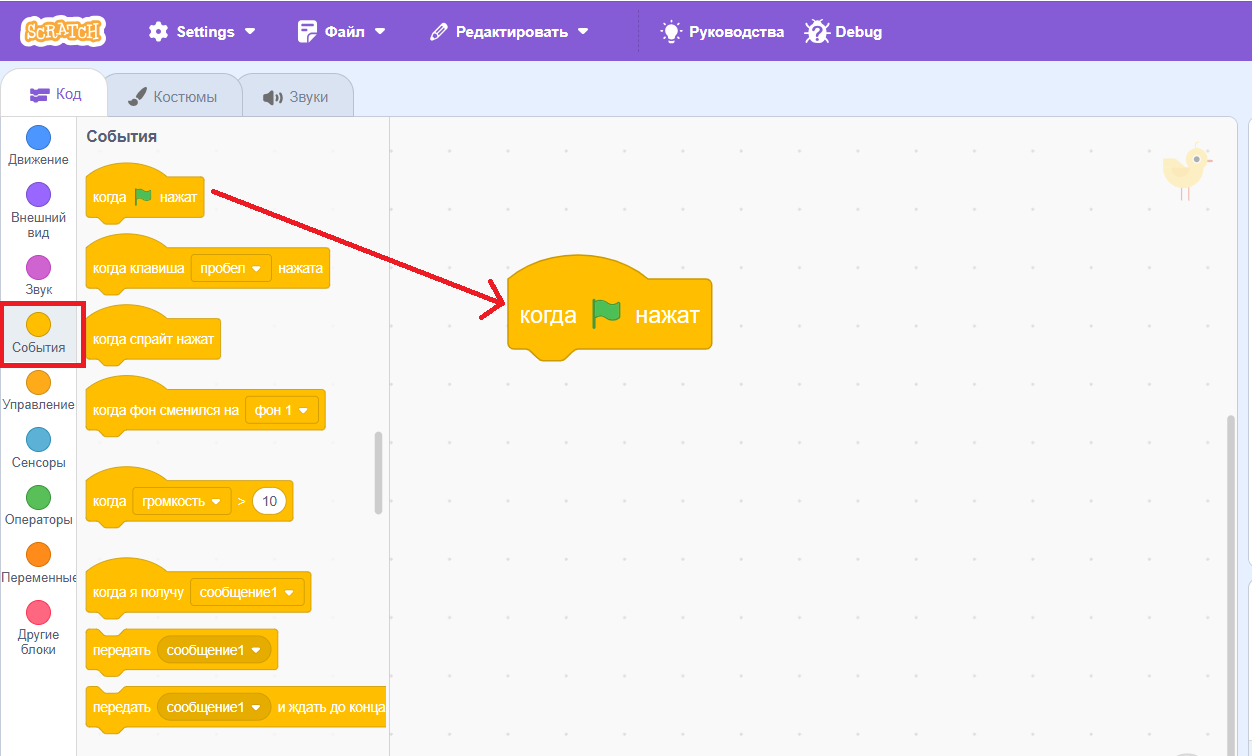 SCRATCH Settings Файл Редактировать Руководства Debug
Код Костюмы Звуки
Движение
Внешний
вид
Звук
События
Управление
Сенсоры
Операторы
Переменные
Другие
блоки
События
когда нажат
когда клавиша пробел нажата
когда спрайт нажат
когда фон сменился на фон 1
когда громкость > 10
когда я получу сообщение1
передать сообщение1
передать сообщение1 и ждать до конца
когда нажат